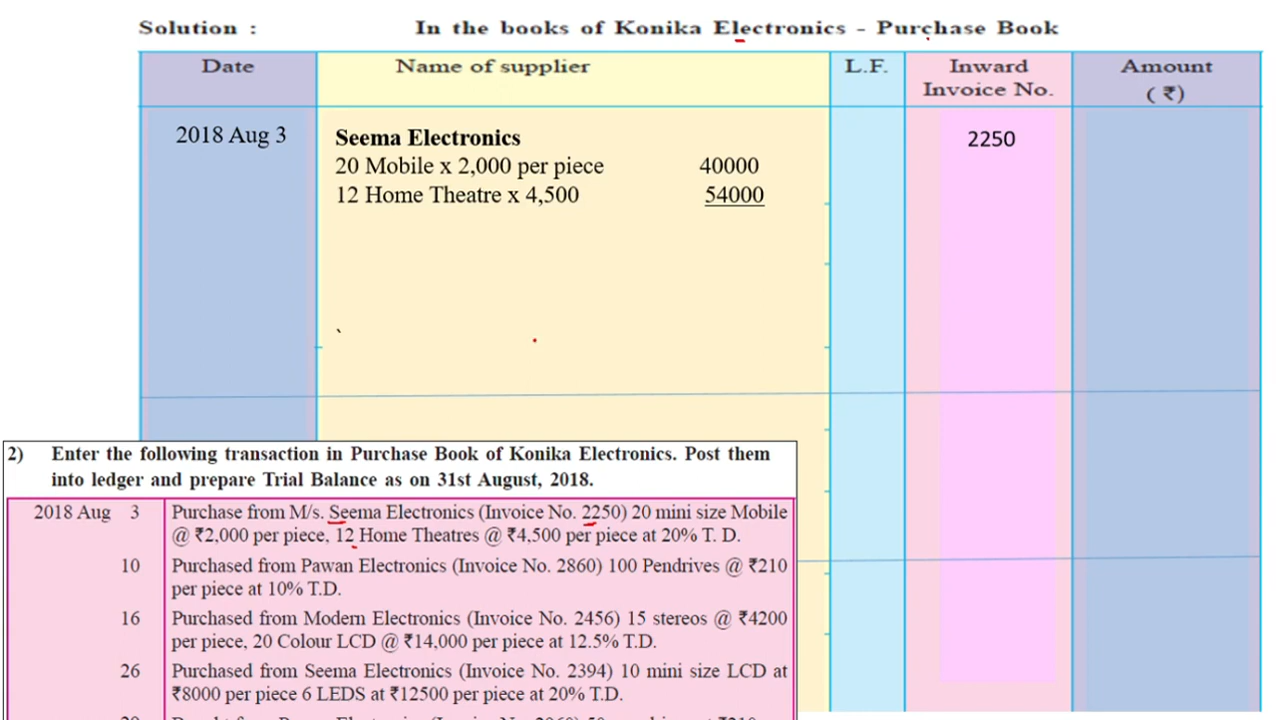 Solution : In the books of Konika Electronics - Purchase Book
Date Name of supplier L.F. Inward Invoice No. Amount ( ₹)
2018 Aug 3 Seema Electronics 2250
20 Mobile x 2,000 per piece 40000
12 Home Theatre x 4,500 54000
2) Enter the following transaction in Purchase Book of Konika Electronics. Post them
into ledger and prepare Trial Balance as on 31st August, 2018.
2018 Aug 3 Purchase from M/s. Seema Electronics (Invoice No. 2250) 20 mini size Mobile
@ ₹2,000 per piece, 12 Home Theatres @ ₹4,500 per piece at 20% T. D.
10 Purchased from Pawan Electronics (Invoice No. 2860) 100 Pendrives @ ₹210
per piece at 10% T.D.
16 Purchased from Modern Electronics (Invoice No. 2456) 15 stereos @ ₹4200
per piece, 20 Colour LCD @ ₹14,000 per piece at 12.5% T.D.
26 Purchased from Seema Electronics (Invoice No. 2394) 10 mini size LCD at
₹8000 per piece 6 LEDS at ₹12500 per piece at 20% T.D.